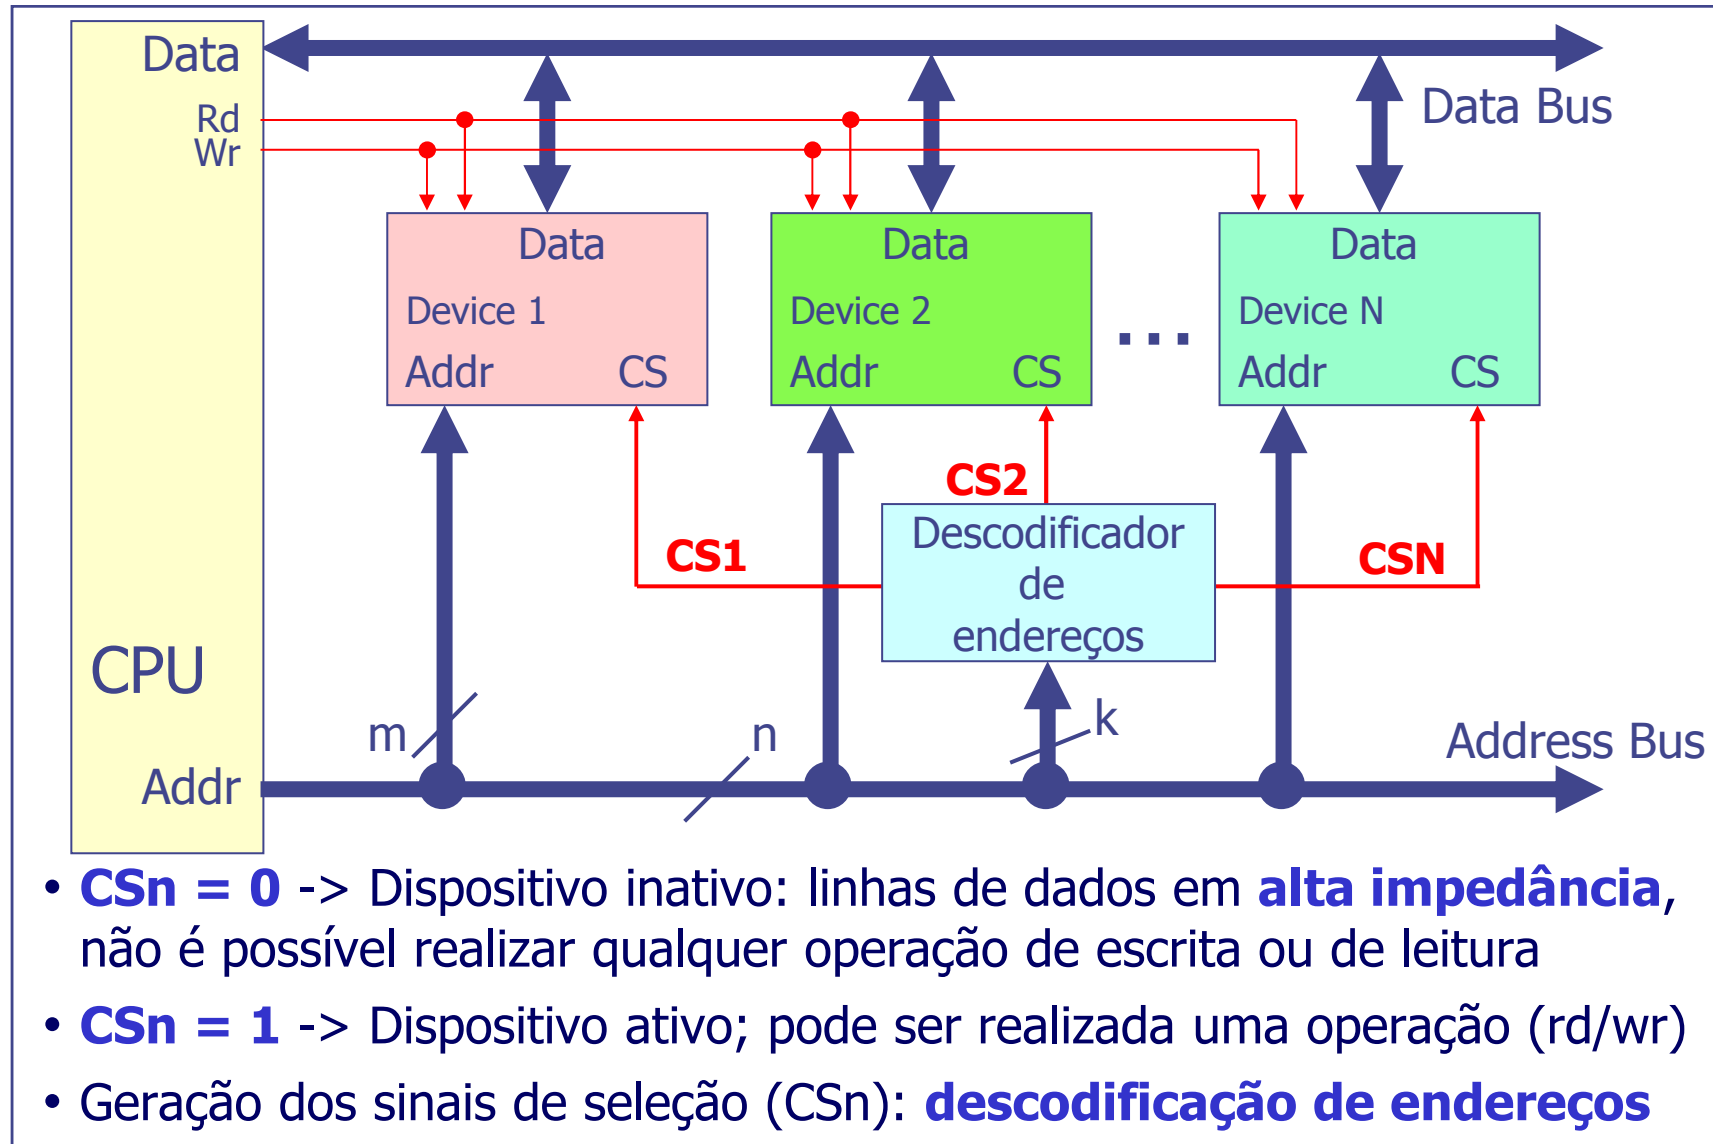 Data
Rd
Wr
Data Bus
Data
Device 1
Addr CS
Data
Device 2
Addr CS
...
Data
Device N
Addr CS
CS1
CS2
CSN
Descodificador
de
endereços
CPU
m
n
k
Address Bus
Addr
• CSn = 0 -> Dispositivo inativo: linhas de dados em alta impedância,
não é possível realizar qualquer operação de escrita ou de leitura
• CSn = 1 -> Dispositivo ativo; pode ser realizada uma operação (rd/wr)
• Geração dos sinais de seleção (CSn): descodificação de endereços